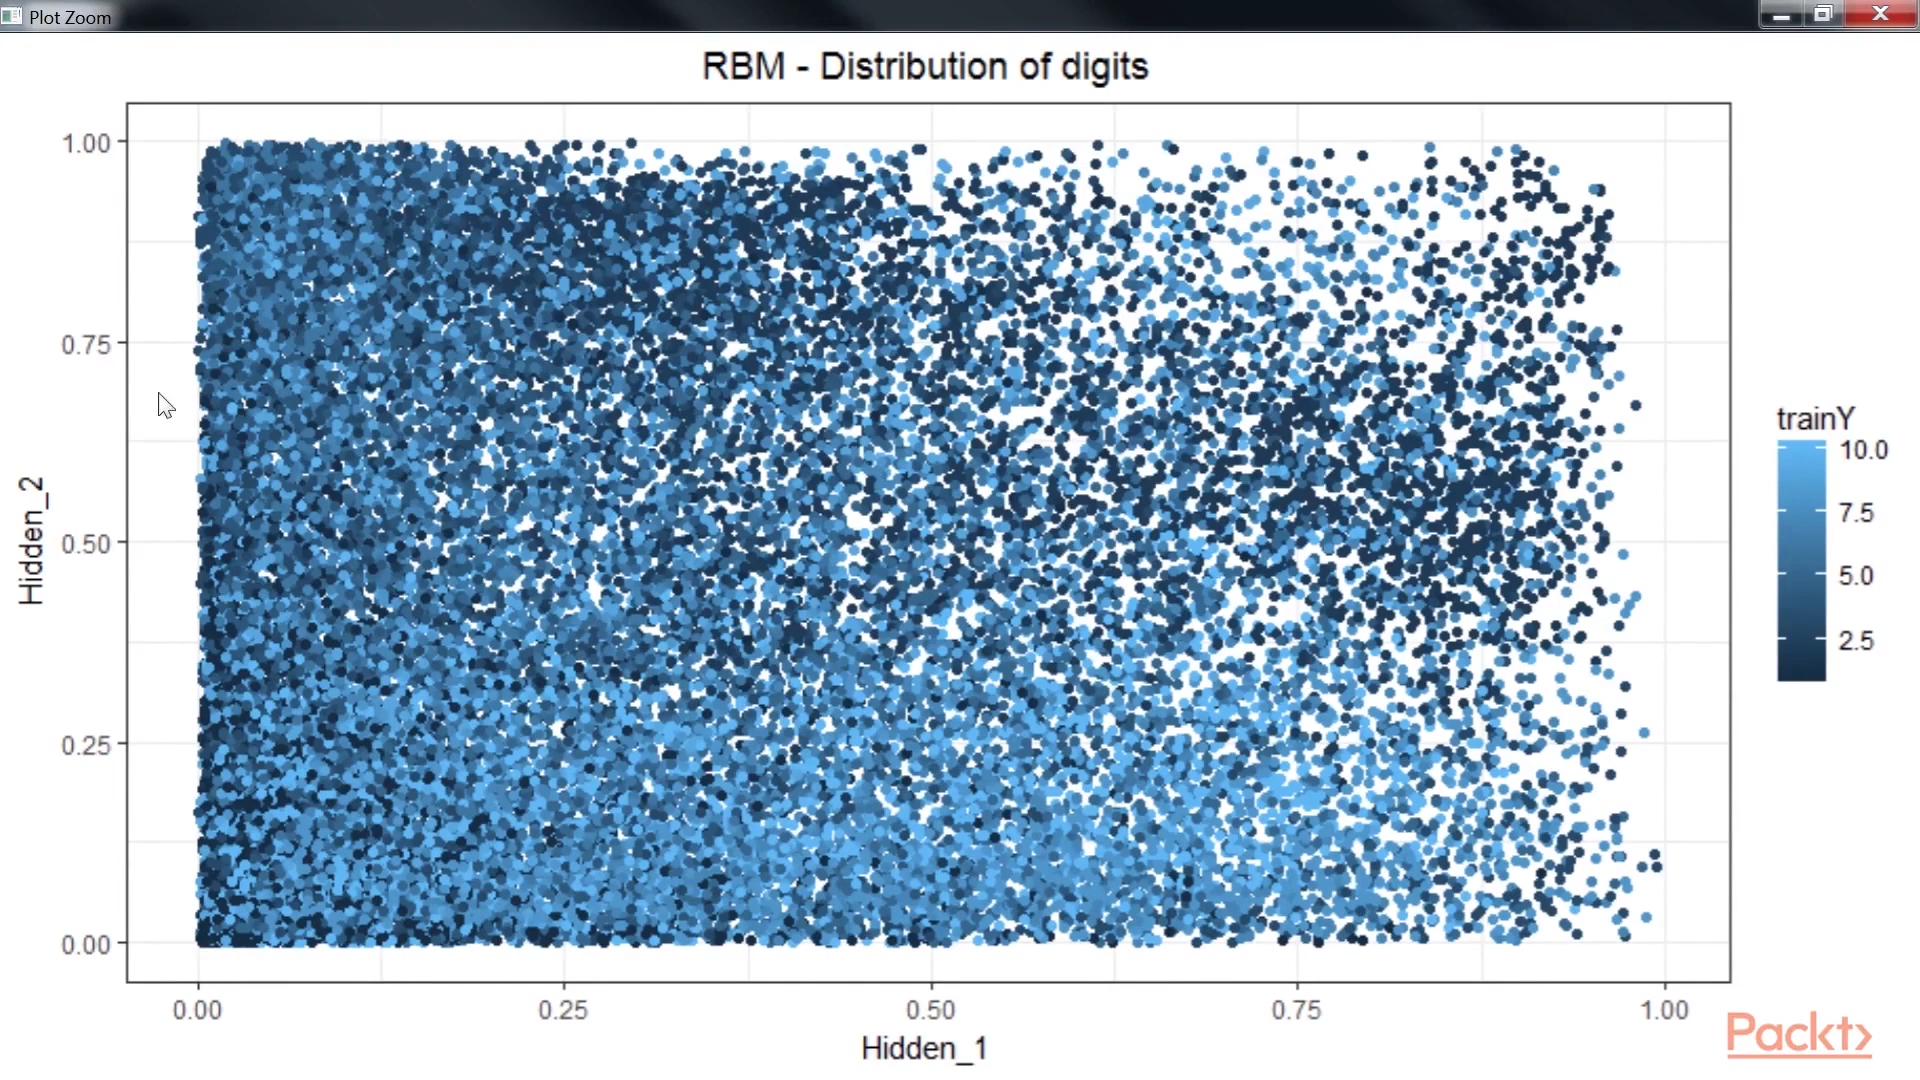 Plot Zoom
RBM - Distribution of digits
1.00
0.75
0.50
0.25
0.00
Hidden_2
0.00 0.25 0.50 0.75 1.00
Hidden_1
trainY
10.0
7.5
5.0
2.5
Packt>